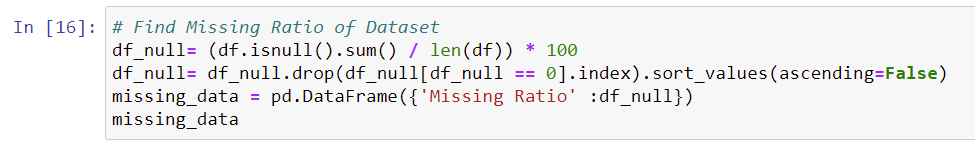 In [16]: # Find Missing Ratio of Dataset
df_null= (df.isnull().sum() / len(df)) * 100
df_null= df_null.drop(df_null[df_null == 0].index).sort_values(ascending=False)
missing_data = pd.DataFrame({'Missing Ratio' :df_null})
missing_data